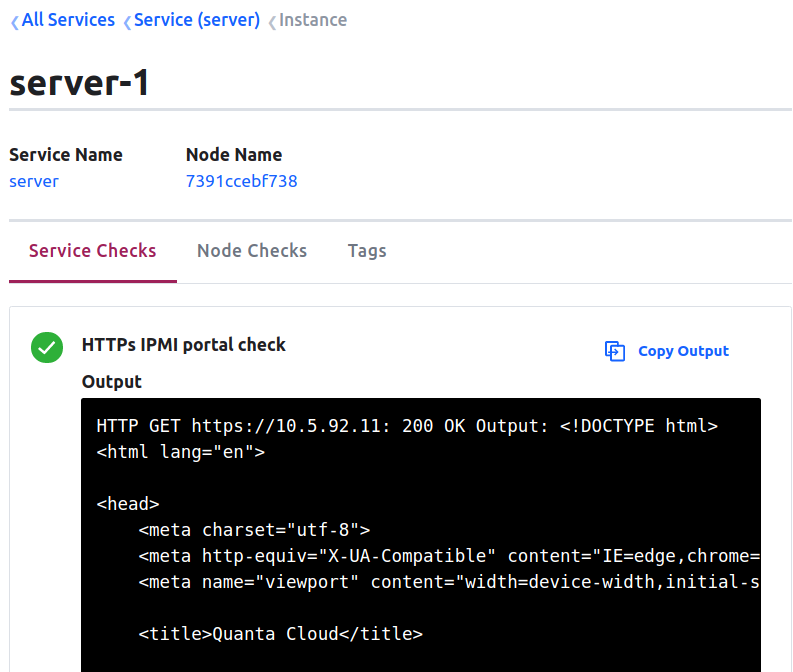 All Services Service (server) Instance
server-1
Service Name Node Name
server 7391ccebf738
Service Checks Node Checks Tags
HTTPs IPMI portal check Copy Output
Output
HTTP GET https://10.5.92.11: 200 OK Output: <!DOCTYPE html>
<html lang="en">
<head>
<meta charset="utf-8">
<meta http-equiv="X-UA-Compatible" content="IE=edge,chrome=
<meta name="viewport" content="width=device-width,initial-s
<title>Quanta Cloud</title>